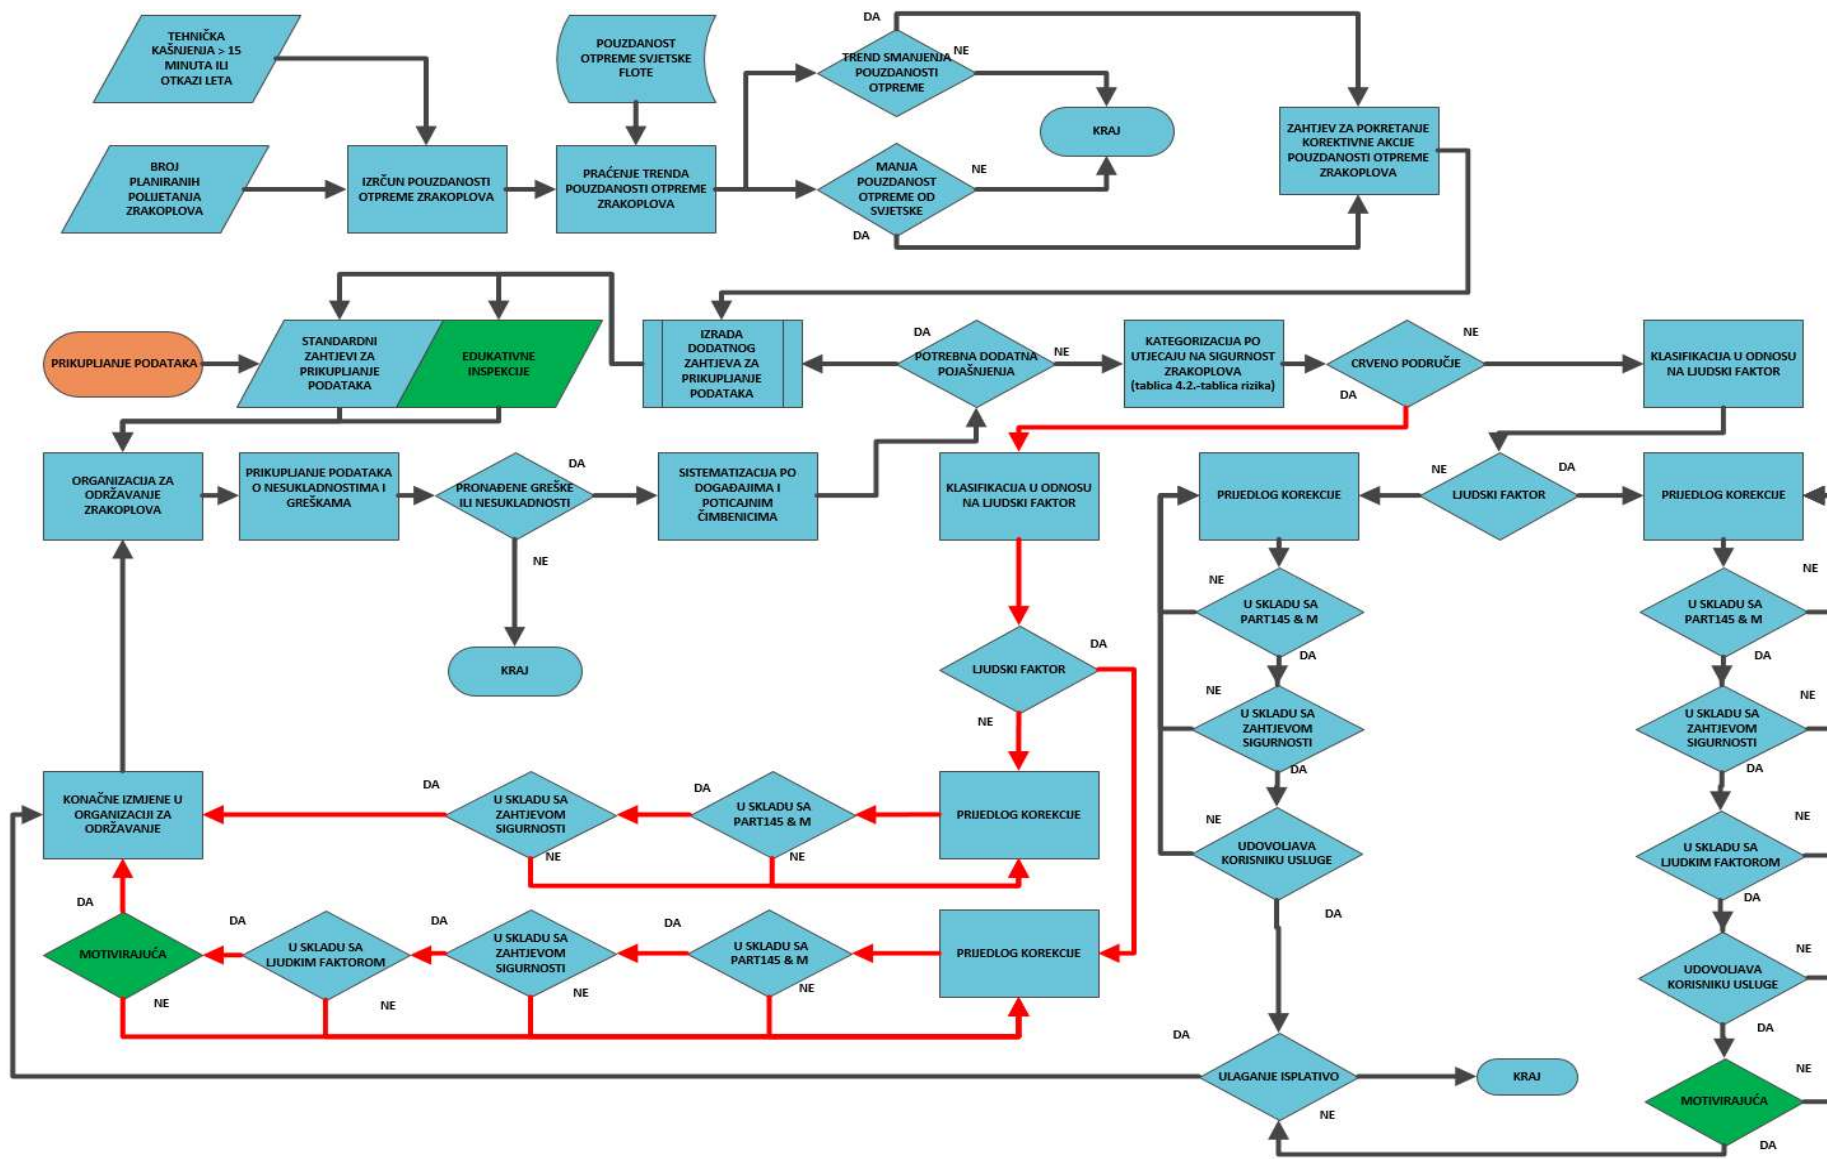 TEHNIČKA
KAŠNJENJA > 15
MINUTA ILI
OTKAZI LETA
POUZDANOST
OTPREME SVJETSKE
FLOTE
DA
TREND SMANJENJA
POUZDANOSTI
OTPREME
NE
KRAJ
ZAHTJEV ZA POKRETANJE
KOREKTIVNE AKCIJE
POUZDANOSTI OTPREME
ZRAKOPLOVA
BROJ
PLANIRANIH
POLIJETANJA
ZRAKOPLOVA
IZRČUN POUZDANOSTI
OTPREME ZRAKOPLOVA
PRAĆENJE TRENDA
POUZDANOSTI OTPREME
ZRAKOPLOVA
MANJA
POUZDANOST
OTPREME OD
SVJETSKE
NE
DA
DA
PRIKUPLJANJE PODATAKA
STANDARDNI
ZAHTJEVI ZA
PRIKUPLJANJE
PODATAKA
EDUKATIVNE
INSPEKCIJE
IZRADA
DODATNOG
ZAHTJEVA ZA
PRIKUPLJANJE
PODATAKA
DA
POTREBNA DODATNA
POJAŠNJENJA
NE
KATEGORIZACIJA PO
UTJECAJU NA SIGURNOST
ZRAKOPLOVA
(tablica 4.2.-tablica rizika)
CRVENO PODRUČJE
NE
DA
KLASIFIKACIJA U ODNOSU
NA LJUDSKI FAKTOR
ORGANIZACIJA ZA
ODRŽAVANJE
ZRAKOPLOVA
PRIKUPLJANJE PODATAKA
O NESUKLADNOSTIMA I
GREŠKAMA
PRONAĐENE GREŠKE
ILI NESUKLADNOSTI
DA
NE
KRAJ
SISTEMATIZACIJA PO
DOGAĐAJIMA I
POTICAJNIM
ČIMBENICIMA
KLASIFIKACIJA U ODNOSU
NA LJUDSKI FAKTOR
PRIJEDLOG KOREKCIJE
NE
LJUDSKI FAKTOR
DA
PRIJEDLOG KOREKCIJE
NE
U SKLADU SA
PART145 & M
DA
NE
U SKLADU SA
PART145 & M
DA
LJUDSKI FAKTOR
DA
NE
NE
U SKLADU SA
ZAHTJEVOM
SIGURNOSTI
DA
NE
U SKLADU SA
ZAHTJEVOM
SIGURNOSTI
DA
KONAČNE IZMJENE U
ORGANIZACIJI ZA
ODRŽAVANJE
DA
U SKLADU SA
ZAHTJEVOM
SIGURNOSTI
NE
DA
U SKLADU SA
PART145 & M
NE
PRIJEDLOG KOREKCIJE
NE
UDOVOLJAVA
KORISNIKU USLUGE
DA
NE
U SKLADU SA
LJUDKIM FAKTOROM
DA
DA
MOTIVIRAJUĆA
NE
DA
U SKLADU SA
LJUDKIM FAKTOROM
NE
DA
U SKLADU SA
ZAHTJEVOM
SIGURNOSTI
NE
DA
U SKLADU SA
PART145 & M
NE
PRIJEDLOG KOREKCIJE
NE
UDOVOLJAVA
KORISNIKU USLUGE
DA
DA
ULAGANJE ISPLATIVO
NE
KRAJ
NE
MOTIVIRAJUĆA
DA